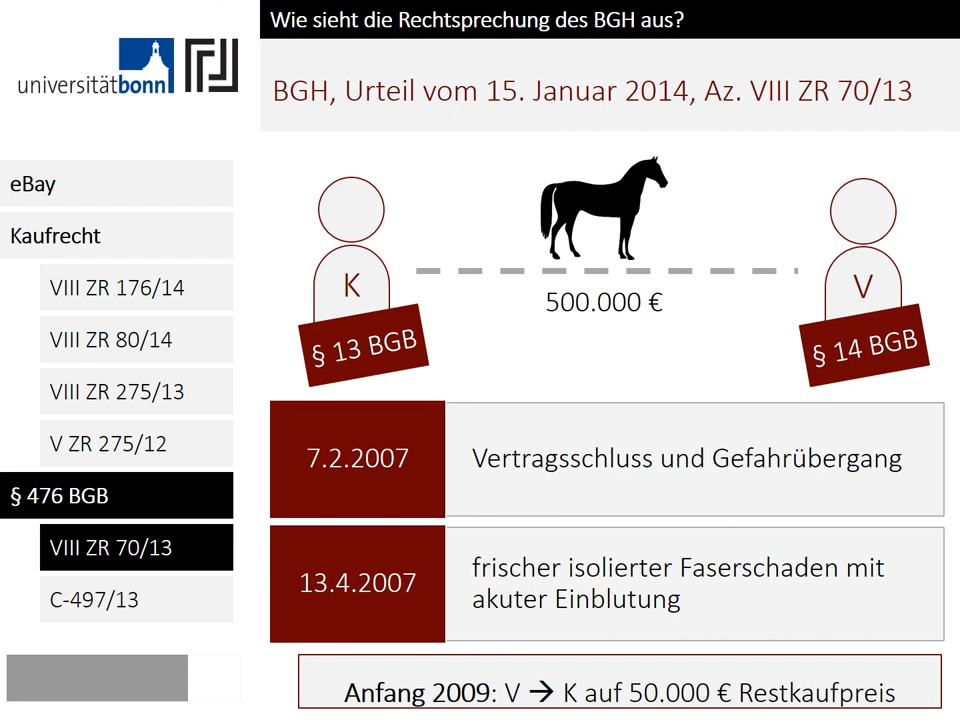 Wie sieht die Rechtsprechung des BGH aus?
universitätbonn
BGH, Urteil vom 15. Januar 2014, Az. VIII ZR 70/13
eBay
Kaufrecht
VIII ZR 176/14
VIII ZR 80/14
VIII ZR 275/13
V ZR 275/12
§ 476 BGB
VIII ZR 70/13
C-497/13
K
V
500.000 €
§ 13 BGB
§ 14 BGB
7.2.2007
Vertragsschluss und Gefahrübergang
13.4.2007
frischer isolierter Faserschaden mit
akuter Einblutung
Anfang 2009: V → K auf 50.000 € Restkaufpreis